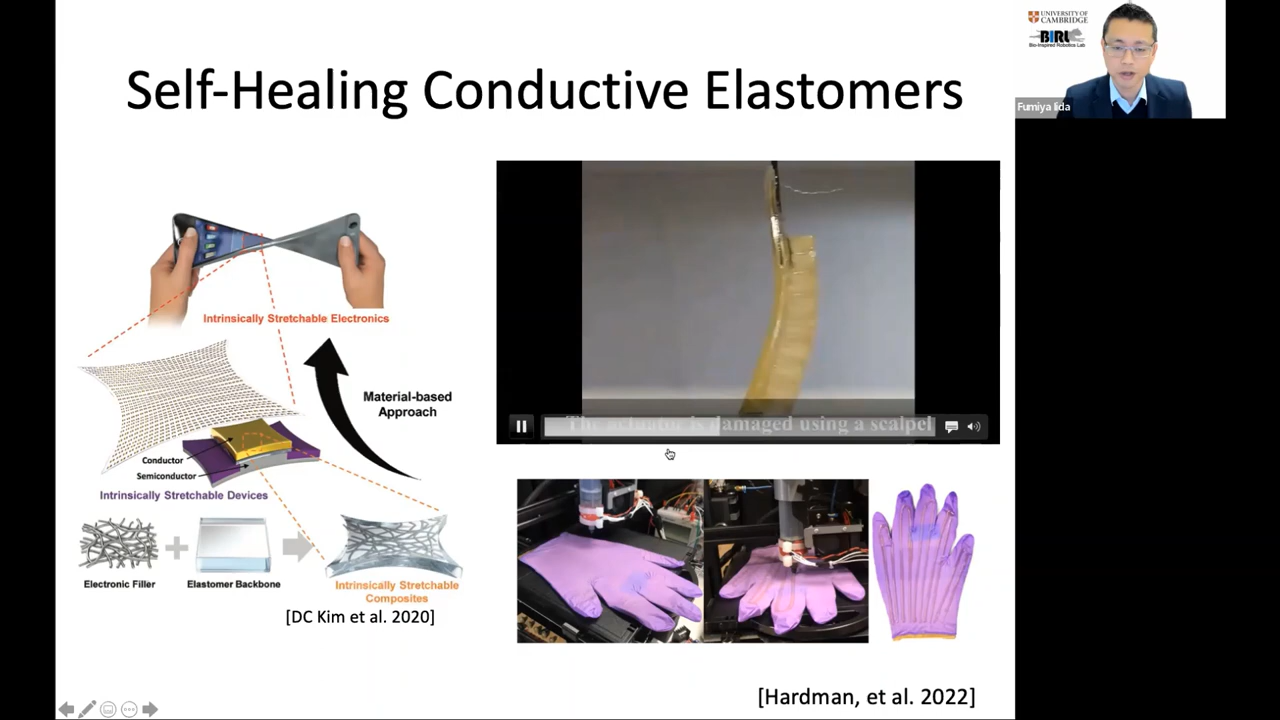 Self-Healing Conductive Elastomers
UNIVERSITY OF
CAMBRIDGE
BIRL
Bio-Inspired Robotics Lab
Fumiya Iida
Intrinsically Stretchable Electronics
Material-based
Approach
Conductor
Semiconductor
Intrinsically Stretchable Devices
Electronic Filler
Elastomer Backbone
Intrinsically Stretchable
Composites
[DC Kim et al. 2020]
The actuator is damaged using a scalpel
[Hardman, et al. 2022]